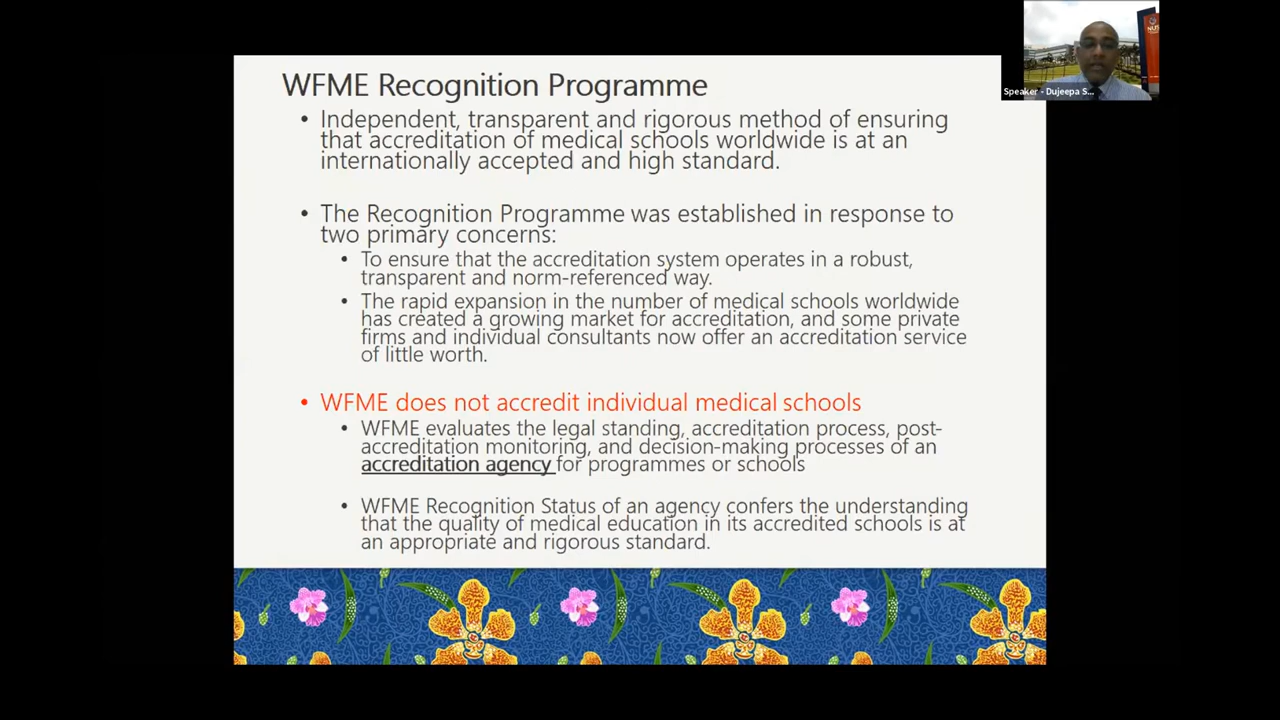 WFME Recognition Programme
• Independent, transparent and rigorous method of ensuring
that accreditation of medical schools worldwide is at an
internationally accepted and high standard.
• The Recognition Programme was established in response to
two primary concerns:
• To ensure that the accreditation system operates in a robust,
transparent and norm-referenced way.
• The rapid expansion in the number of medical schools worldwide
has created a growing market for accreditation, and some private
firms and individual consultants now offer an accreditation service
of little worth.
• WFME does not accredit individual medical schools
• WFME evaluates the legal standing, accreditation process, post-
accreditation monitoring, and decision-making processes of an
accreditation agency for programmes or schools
• WFME Recognition Status of an agency confers the understanding
that the quality of medical education in its accredited schools is at
an appropriate and rigorous standard.
NUS
Speaker - Dujeepa S...